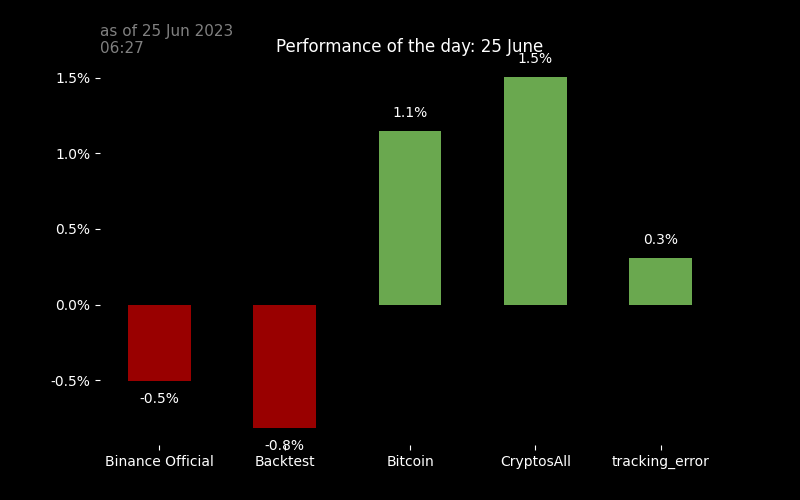 as of 25 Jun 2023
06:27
Performance of the day: 25 June
1.5%
1.5%
1.1%
1.0%
0.5%
0.3%
0.0%
-0.5%
-0.5%
-0.8%
Binance Official
Backtest
Bitcoin
CryptosAll
tracking_error